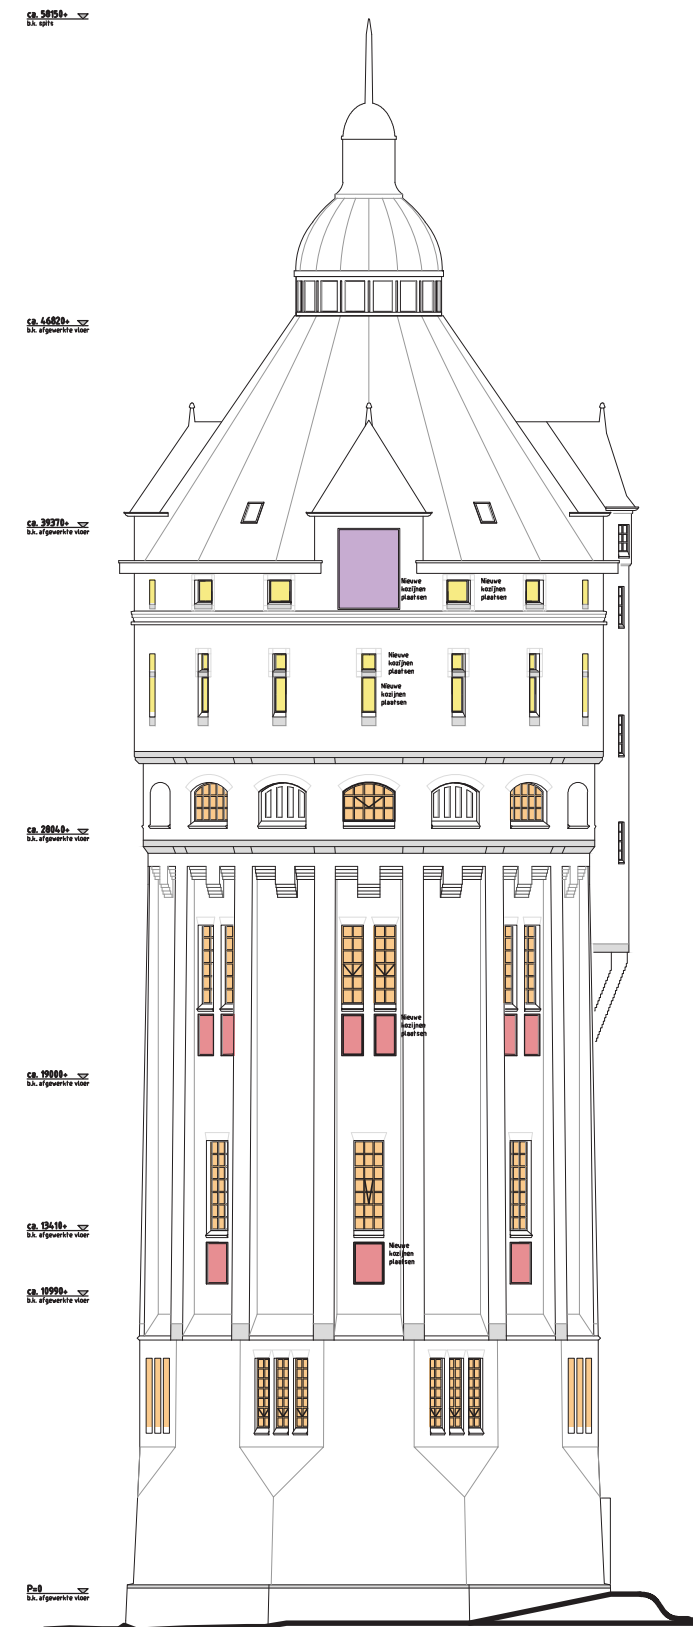 ca. 58150+
b.k. spits
ca. 46820+
b.k. afgewerkte vloer
ca. 39370+
b.k. afgewerkte vloer
Nieuwe
kozijnen
plaatsen
Nieuwe
kozijnen
plaatsen
Nieuwe
kozijnen
plaatsen
Nieuwe
kozijnen
plaatsen
ca. 28040+
b.k. afgewerkte vloer
Nieuwe
kozijnen
plaatsen
ca. 19000+
b.k. afgewerkte vloer
ca. 13410+
b.k. afgewerkte vloer
Nieuwe
kozijnen
plaatsen
ca. 10990+
b.k. afgewerkte vloer
P=0
b.k. afgewerkte vloer